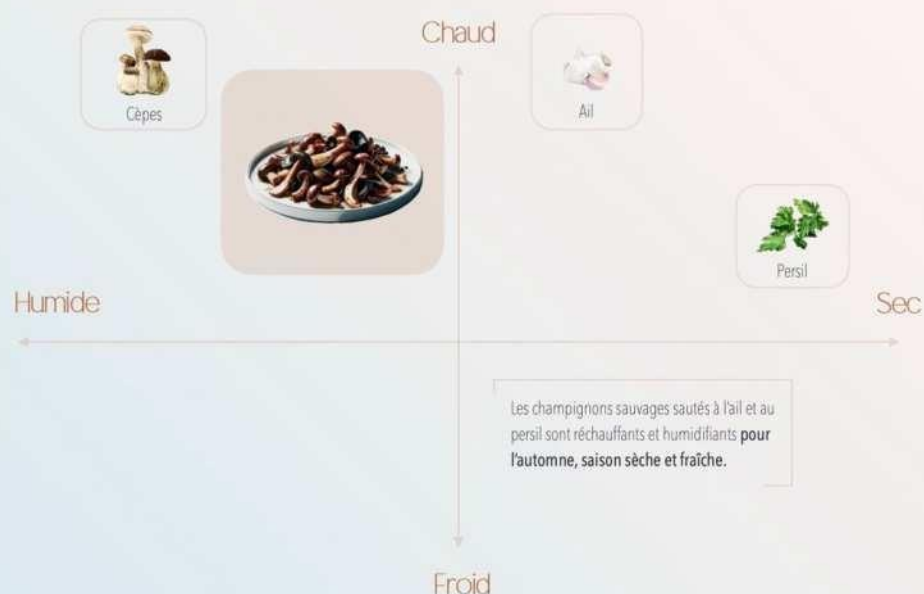 Chaud
Cèpes
Ail
Persil
Humide
Sec
Les champignons sauvages sautés à l'ail et au
persil sont réchauffants et humidifiants pour
l'automne, saison sèche et fraîche.
Froid